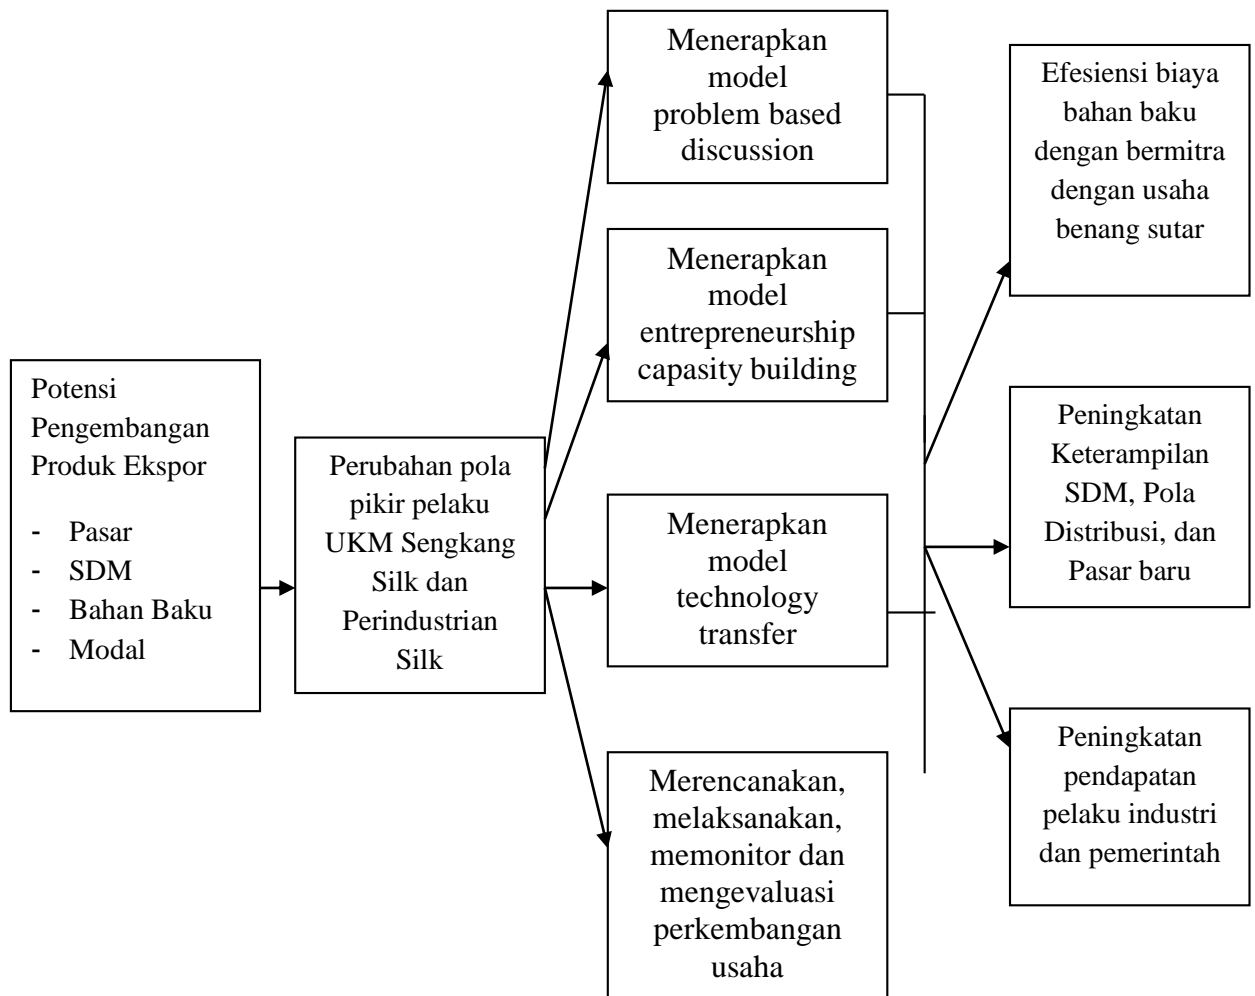 Potensi
Pengembangan
Produk Ekspor
- Pasar
- SDM
- Bahan Baku
- Modal
Perubahan pola
pikir pelaku
UKM Sengkang
Silk dan
Perindustrian
Silk
Menerapkan
model
problem based
discussion
Menerapkan
model
entrepreneurship
capasity building
Menerapkan
model
technology
transfer
Merencanakan,
melaksanakan,
memonitor dan
mengevaluasi
perkembangan
usaha
Efesiensi biaya
bahan baku
dengan bermitra
dengan usaha
benang sutar
Peningkatan
Keterampilan
SDM, Pola
Distribusi, dan
Pasar baru
Peningkatan
pendapatan
pelaku industri
dan pemerintah